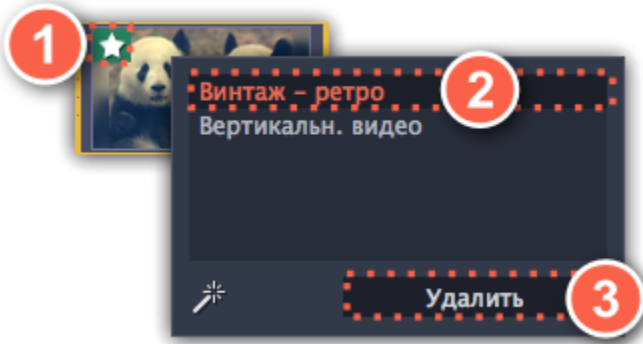 1
Винтаж – ретро
2
Вертикальн. видео
Удалить
3